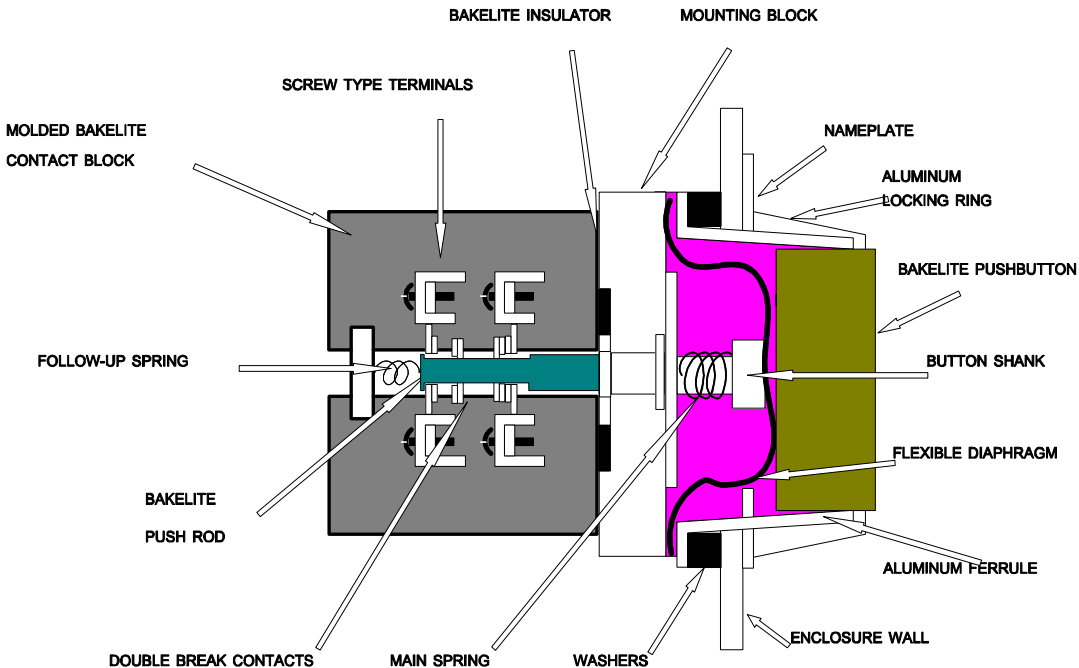 BAKELITE INSULATOR
MOUNTING BLOCK
SCREW TYPE TERMINALS
MOLDED BAKELITE
CONTACT BLOCK
NAMEPLATE
ALUMINUM
LOCKING RING
BAKELITE PUSHBUTTON
FOLLOW-UP SPRING
BUTTON SHANK
FLEXIBLE DIAPHRAGM
BAKELITE
PUSH ROD
ALUMINUM FERRULE
ENCLOSURE WALL
DOUBLE BREAK CONTACTS
MAIN SPRING
WASHERS